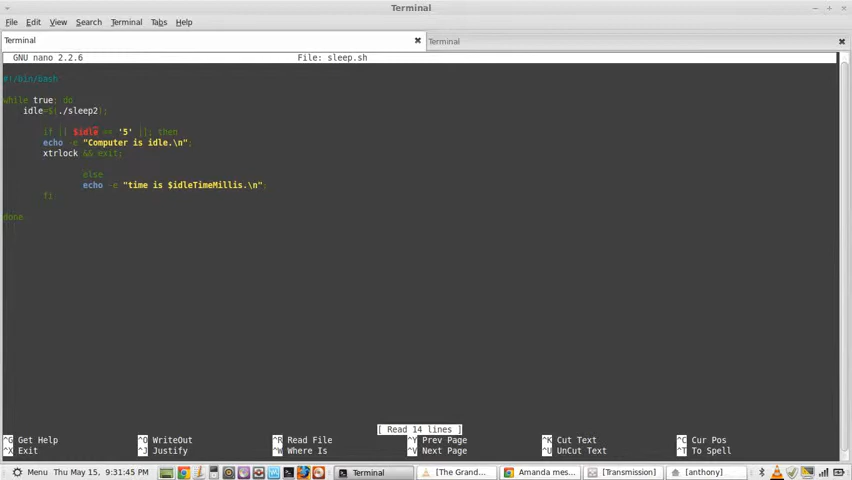 Terminal
File Edit View Search Terminal Tabs Help
Terminal
Terminal
GNU nano 2.2.6 File: sleep.sh
#!/bin/bash
while true; do
idle=$(./sleep2);
if [[ $idle == '5' ]]; then
echo -e "Computer is idle.\n";
xtrlock && exit;
else
echo -e "time is $idleTimeMillis.\n";
fi
done
[ Read 14 lines ]
^G Get Help ^O WriteOut ^R Read File ^Y Prev Page ^K Cut Text ^C Cur Pos
^X Exit ^J Justify ^W Where Is ^V Next Page ^U UnCut Text ^T To Spell
Menu Thu May 15, 9:31:45 PM Terminal [The Grand... Amanda mes... [Transmission] [anthony]